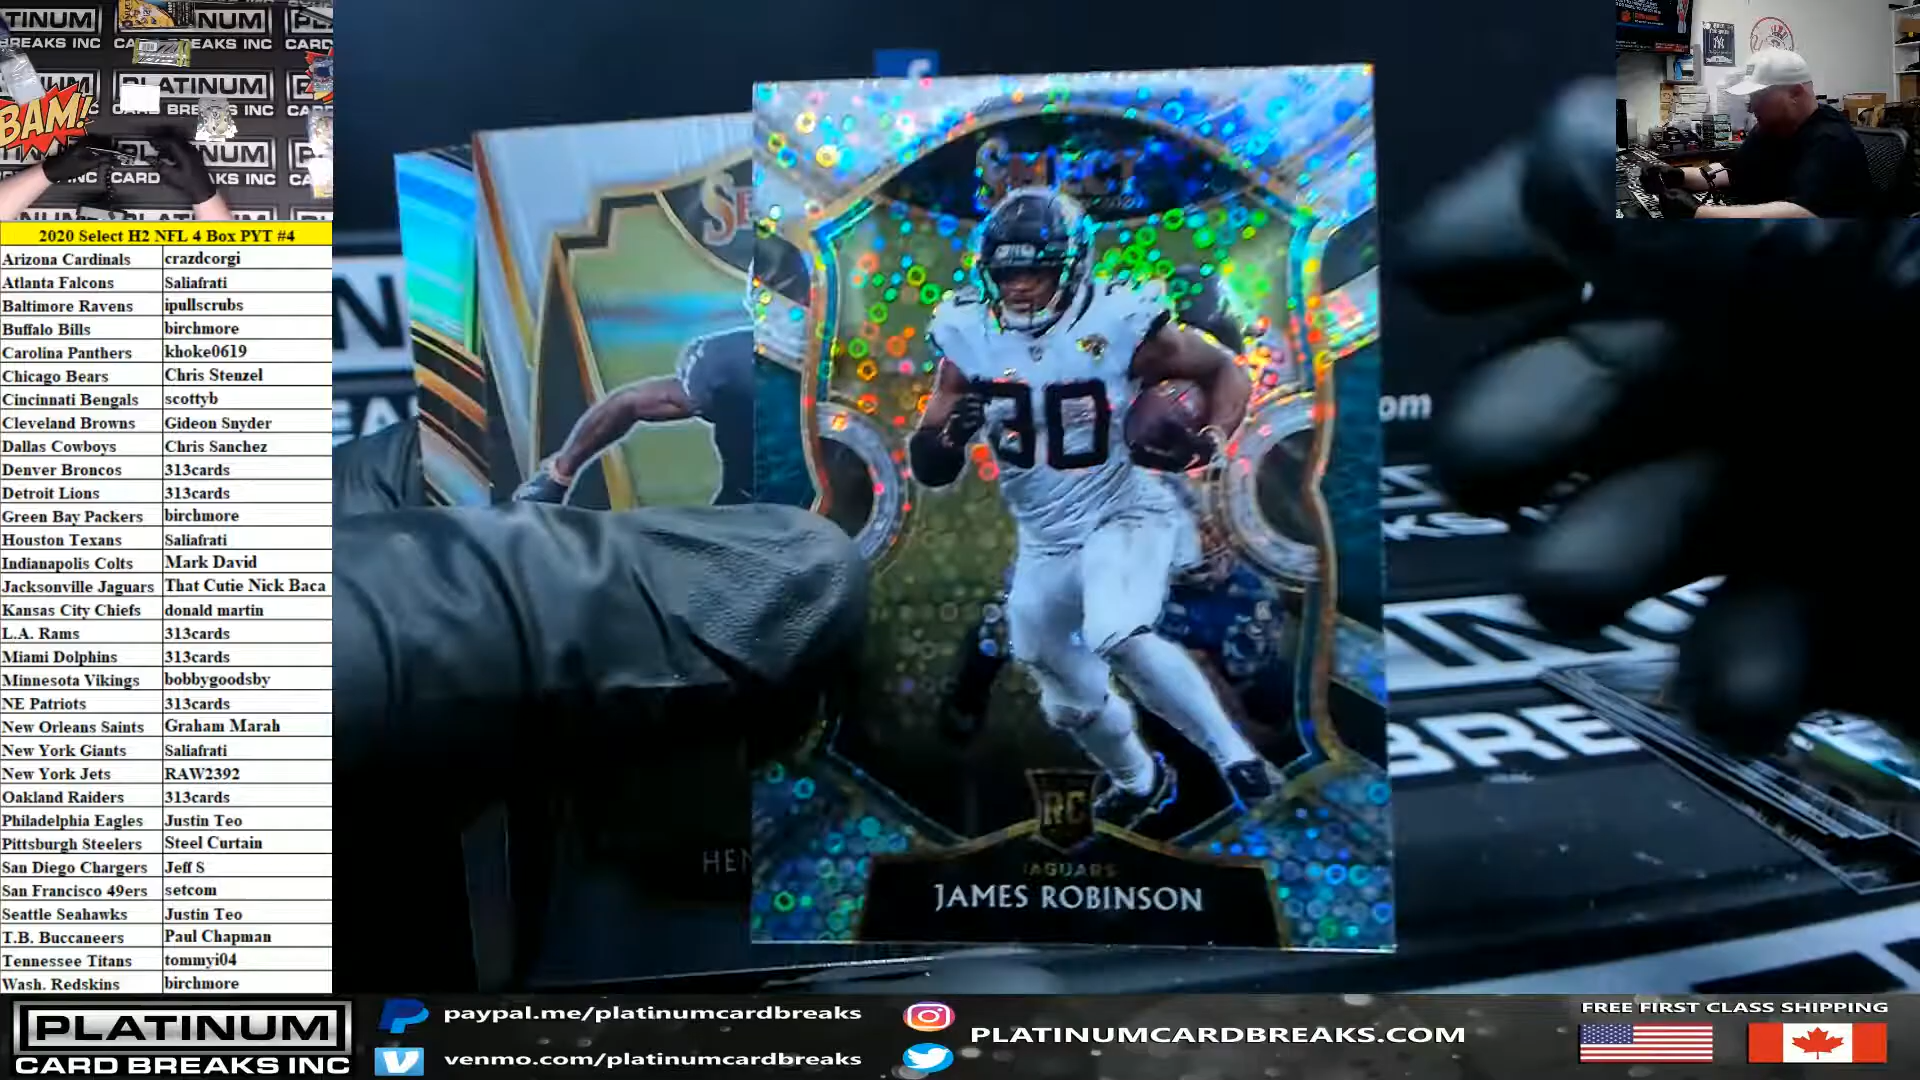 2020 Select H2 NFL 4 Box PYT #4
Arizona Cardinals crazdcorgi
Atlanta Falcons Saliafrati
Baltimore Ravens ipullscrubs
Buffalo Bills birchmore
Carolina Panthers khoke0619
Chicago Bears Chris Stenzel
Cincinnati Bengals scottyb
Cleveland Browns Gideon Snyder
Dallas Cowboys Chris Sanchez
Denver Broncos 313cards
Detroit Lions 313cards
Green Bay Packers birchmore
Houston Texans Saliafrati
Indianapolis Colts Mark David
Jacksonville Jaguars That Cutie Nick Baca
Kansas City Chiefs donald martin
L.A. Rams 313cards
Miami Dolphins 313cards
Minnesota Vikings bobbygoodsby
NE Patriots 313cards
New Orleans Saints Graham Marah
New York Giants Saliafrati
New York Jets RAW2392
Oakland Raiders 313cards
Philadelphia Eagles Justin Teo
Pittsburgh Steelers Steel Curtain
San Diego Chargers Jeff S
San Francisco 49ers setcom
Seattle Seahawks Justin Teo
T.B. Buccaneers Paul Chapman
Tennessee Titans tommyi04
Wash. Redskins birchmore
BAM!
SELECT
30
RC
JAGUARS
JAMES ROBINSON
HEN
om
BRE
PLATINUM
CARD BREAKS INC
paypal.me/platinumcardbreaks
venmo.com/platinumcardbreaks
PLATINUMCARDBREAKS.COM
FREE FIRST CLASS SHIPPING